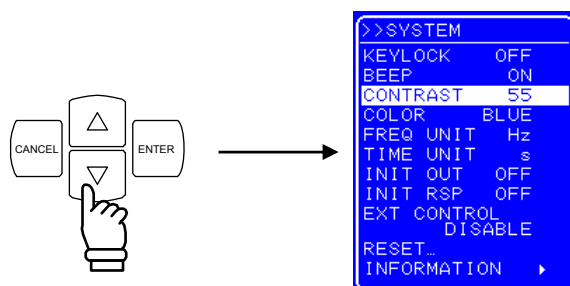 CANCEL
ENTER
>>SYSTEM
KEYLOCK OFF
BEEP ON
CONTRAST 55
COLOR BLUE
FREQ UNIT Hz
TIME UNIT s
INIT OUT OFF
INIT RSP OFF
EXT CONTROL
DISABLE
RESET…
INFORMATION